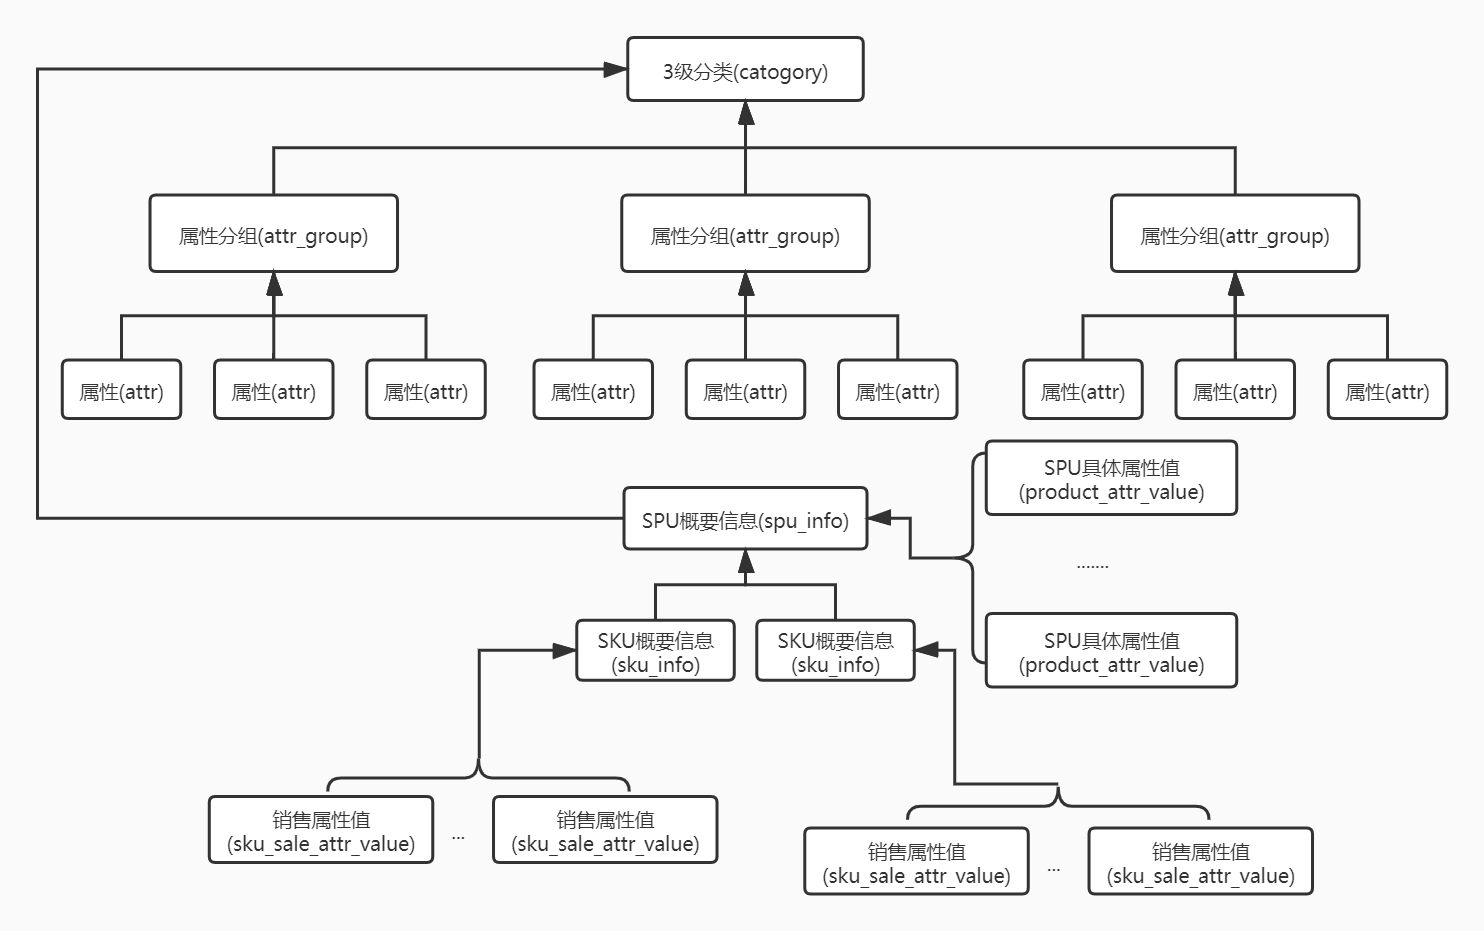 3级分类(catogory)
属性分组(attr_group)
属性分组(attr_group)
属性分组(attr_group)
属性(attr)
属性(attr)
属性(attr)
属性(attr)
属性(attr)
属性(attr)
属性(attr)
属性(attr)
属性(attr)
SPU具体属性值
(product_attr_value)
SPU概要信息(spu_info)
.......
SPU具体属性值
(product_attr_value)
SKU概要信息
(sku_info)
SKU概要信息
(sku_info)
销售属性值
(sku_sale_attr_value)
...
销售属性值
(sku_sale_attr_value)
销售属性值
(sku_sale_attr_value)
...
销售属性值
(sku_sale_attr_value)